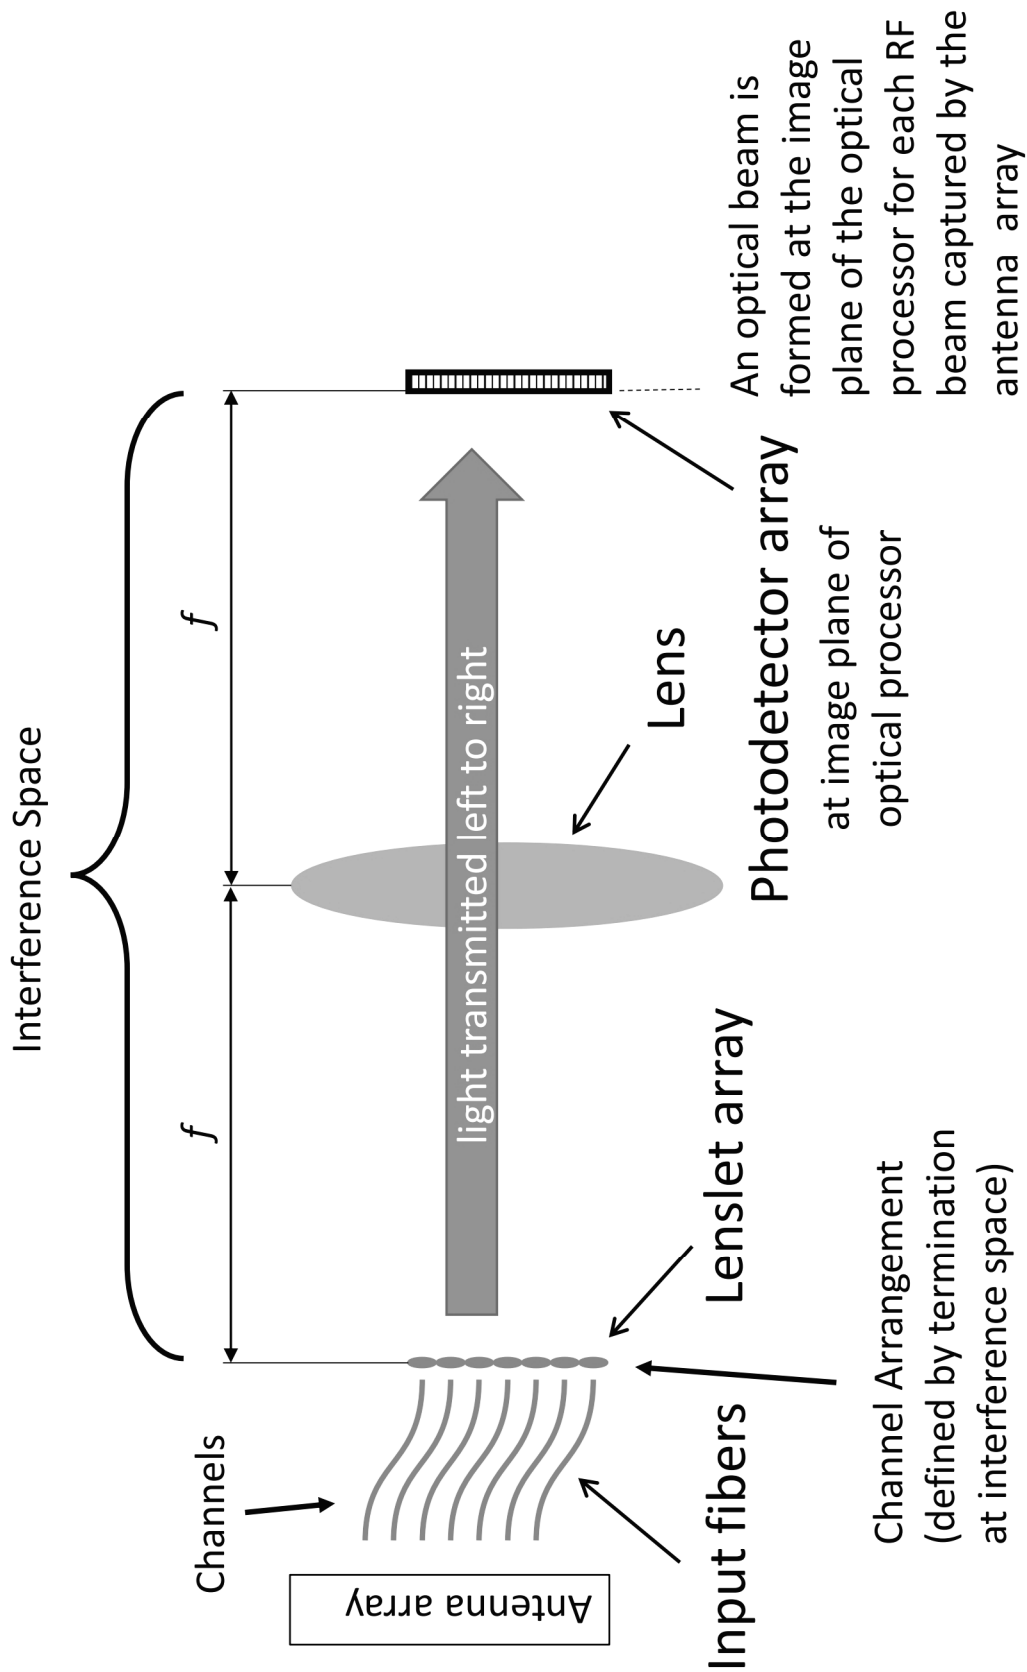 Interference Space
f
f
Channels
Antenna array
light transmitted left to right
Input fibers
Lenslet array
Lens
Photodetector array
at image plane of
optical processor
Channel Arrangement
(defined by termination
at interference space)
An optical beam is
formed at the image
plane of the optical
processor for each RF
beam captured by the
antenna array